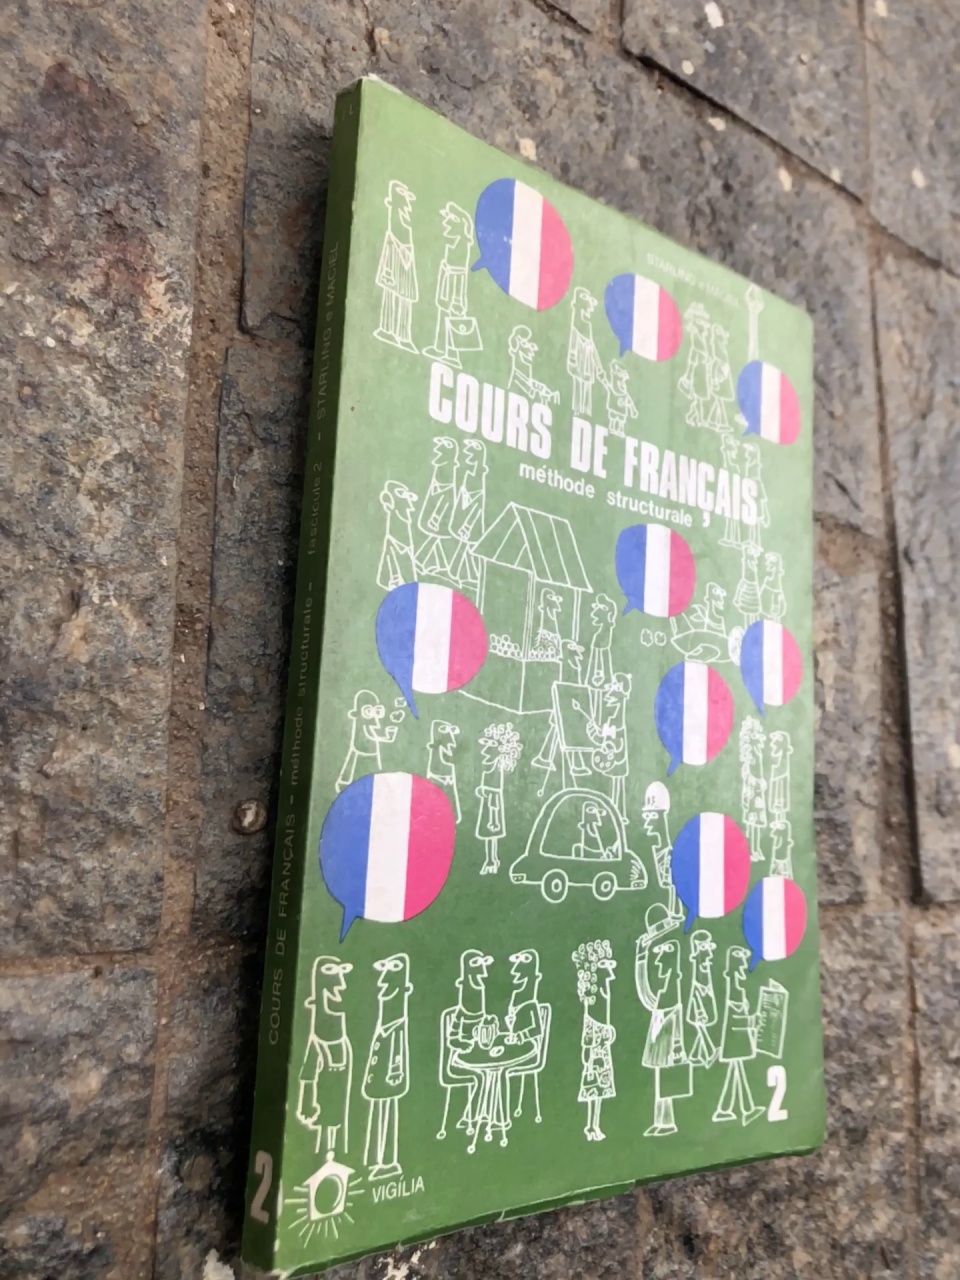 STARLING e MACIEL
COURS DE FRANÇAIS
méthode structurale
2
VIGÍLIA
COURS DE FRANÇAIS – méthode structurale – fascicule 2 – STARLING e MACIEL
2